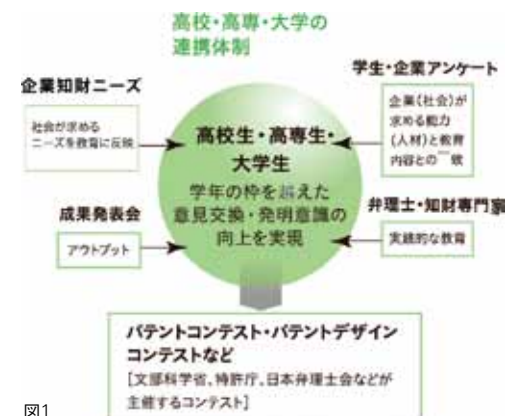 高校・高専・大学の
連携体制
企業知財ニーズ
社会が求める
ニーズを教育に反映
学生・企業アンケート
企業(社会)が
求める能力
(人材)と教育
内容との一致
高校生・高専生・
大学生
学年の枠を越えた
意見交換・発明意識の
向上を実現
成果発表会
アウトプット
弁理士・知財専門家
実践的な教育
パテントコンテスト・パテントデザイン
コンテストなど
[文部科学省、特許庁、日本弁理士会などが
主催するコンテスト]
図1